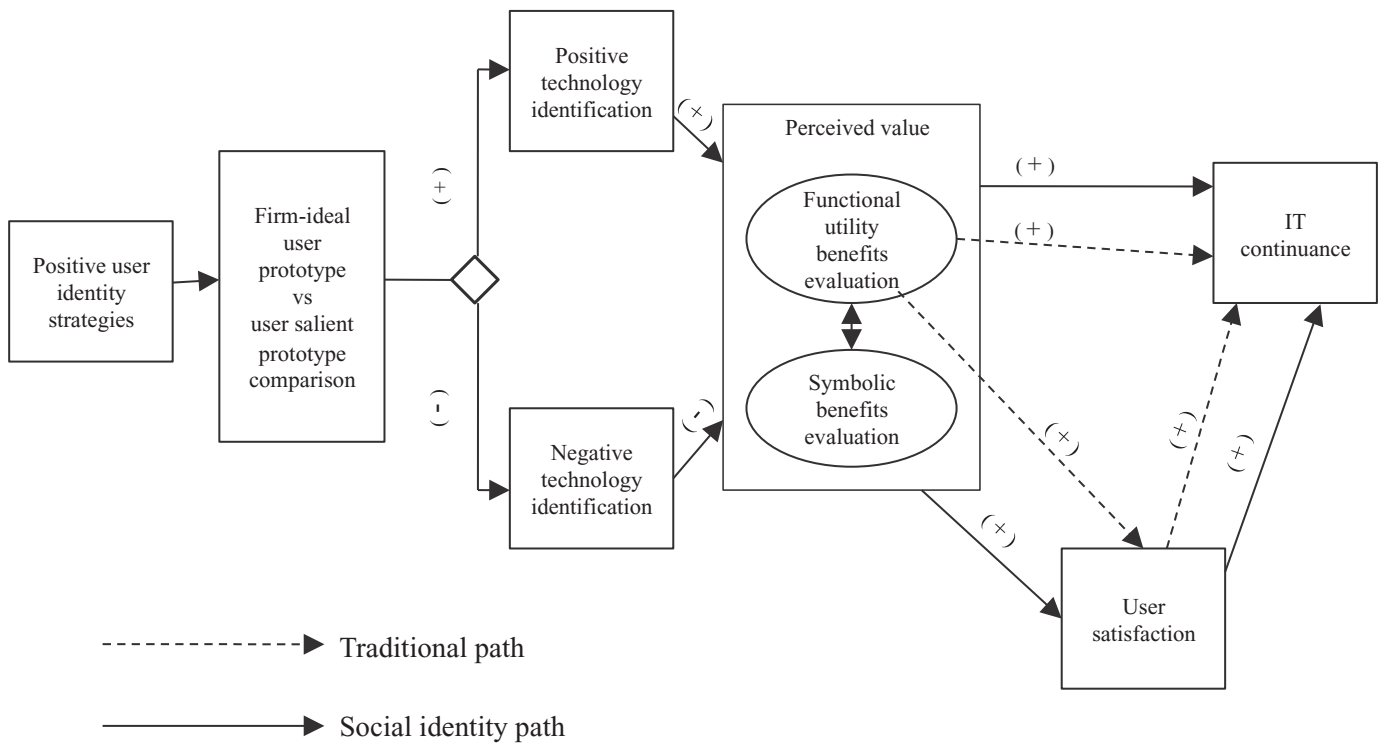 Positive user
identity
strategies
Firm-ideal
user
prototype
vs
user salient
prototype
comparison
(+)
(-)
Positive
technology
identification
Negative
technology
identification
(+)
(-)
Perceived value
Functional
utility
benefits
evaluation
Symbolic
benefits
evaluation
(+)
(+)
(+)
(+)
(+)
(+)
IT
continuance
User
satisfaction
Traditional path
Social identity path